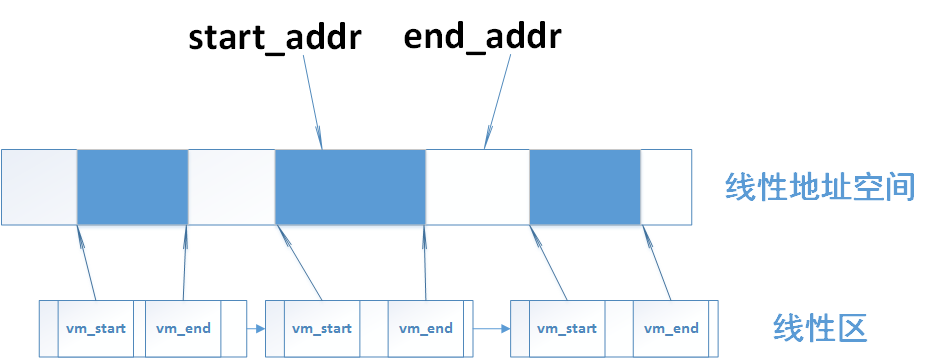 start_addr end_addr
线性地址空间
vm_start vm_end vm_start vm_end vm_start vm_end
线性区